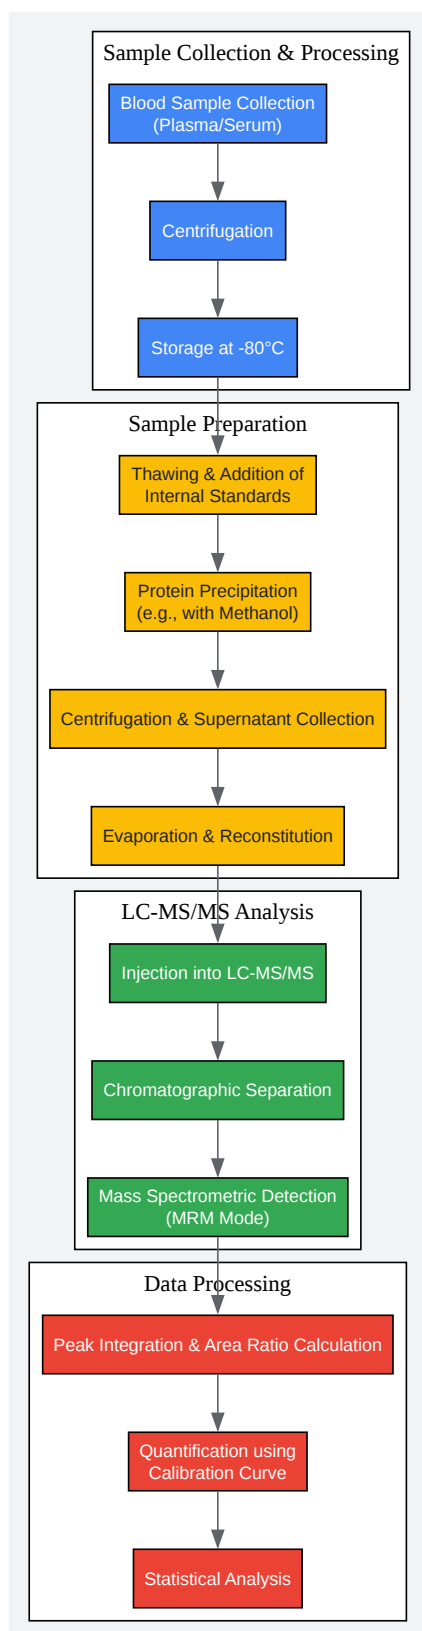 Sample Collection & Processing
Blood Sample Collection
(Plasma/Serum)
Centrifugation
Storage at -80°C
Sample Preparation
Thawing & Addition of
Internal Standards
Protein Precipitation
(e.g., with Methanol)
Centrifugation & Supernatant Collection
Evaporation & Reconstitution
LC-MS/MS Analysis
Injection into LC-MS/MS
Chromatographic Separation
Mass Spectrometric Detection
(MRM Mode)
Data Processing
Peak Integration & Area Ratio Calculation
Quantification using
Calibration Curve
Statistical Analysis